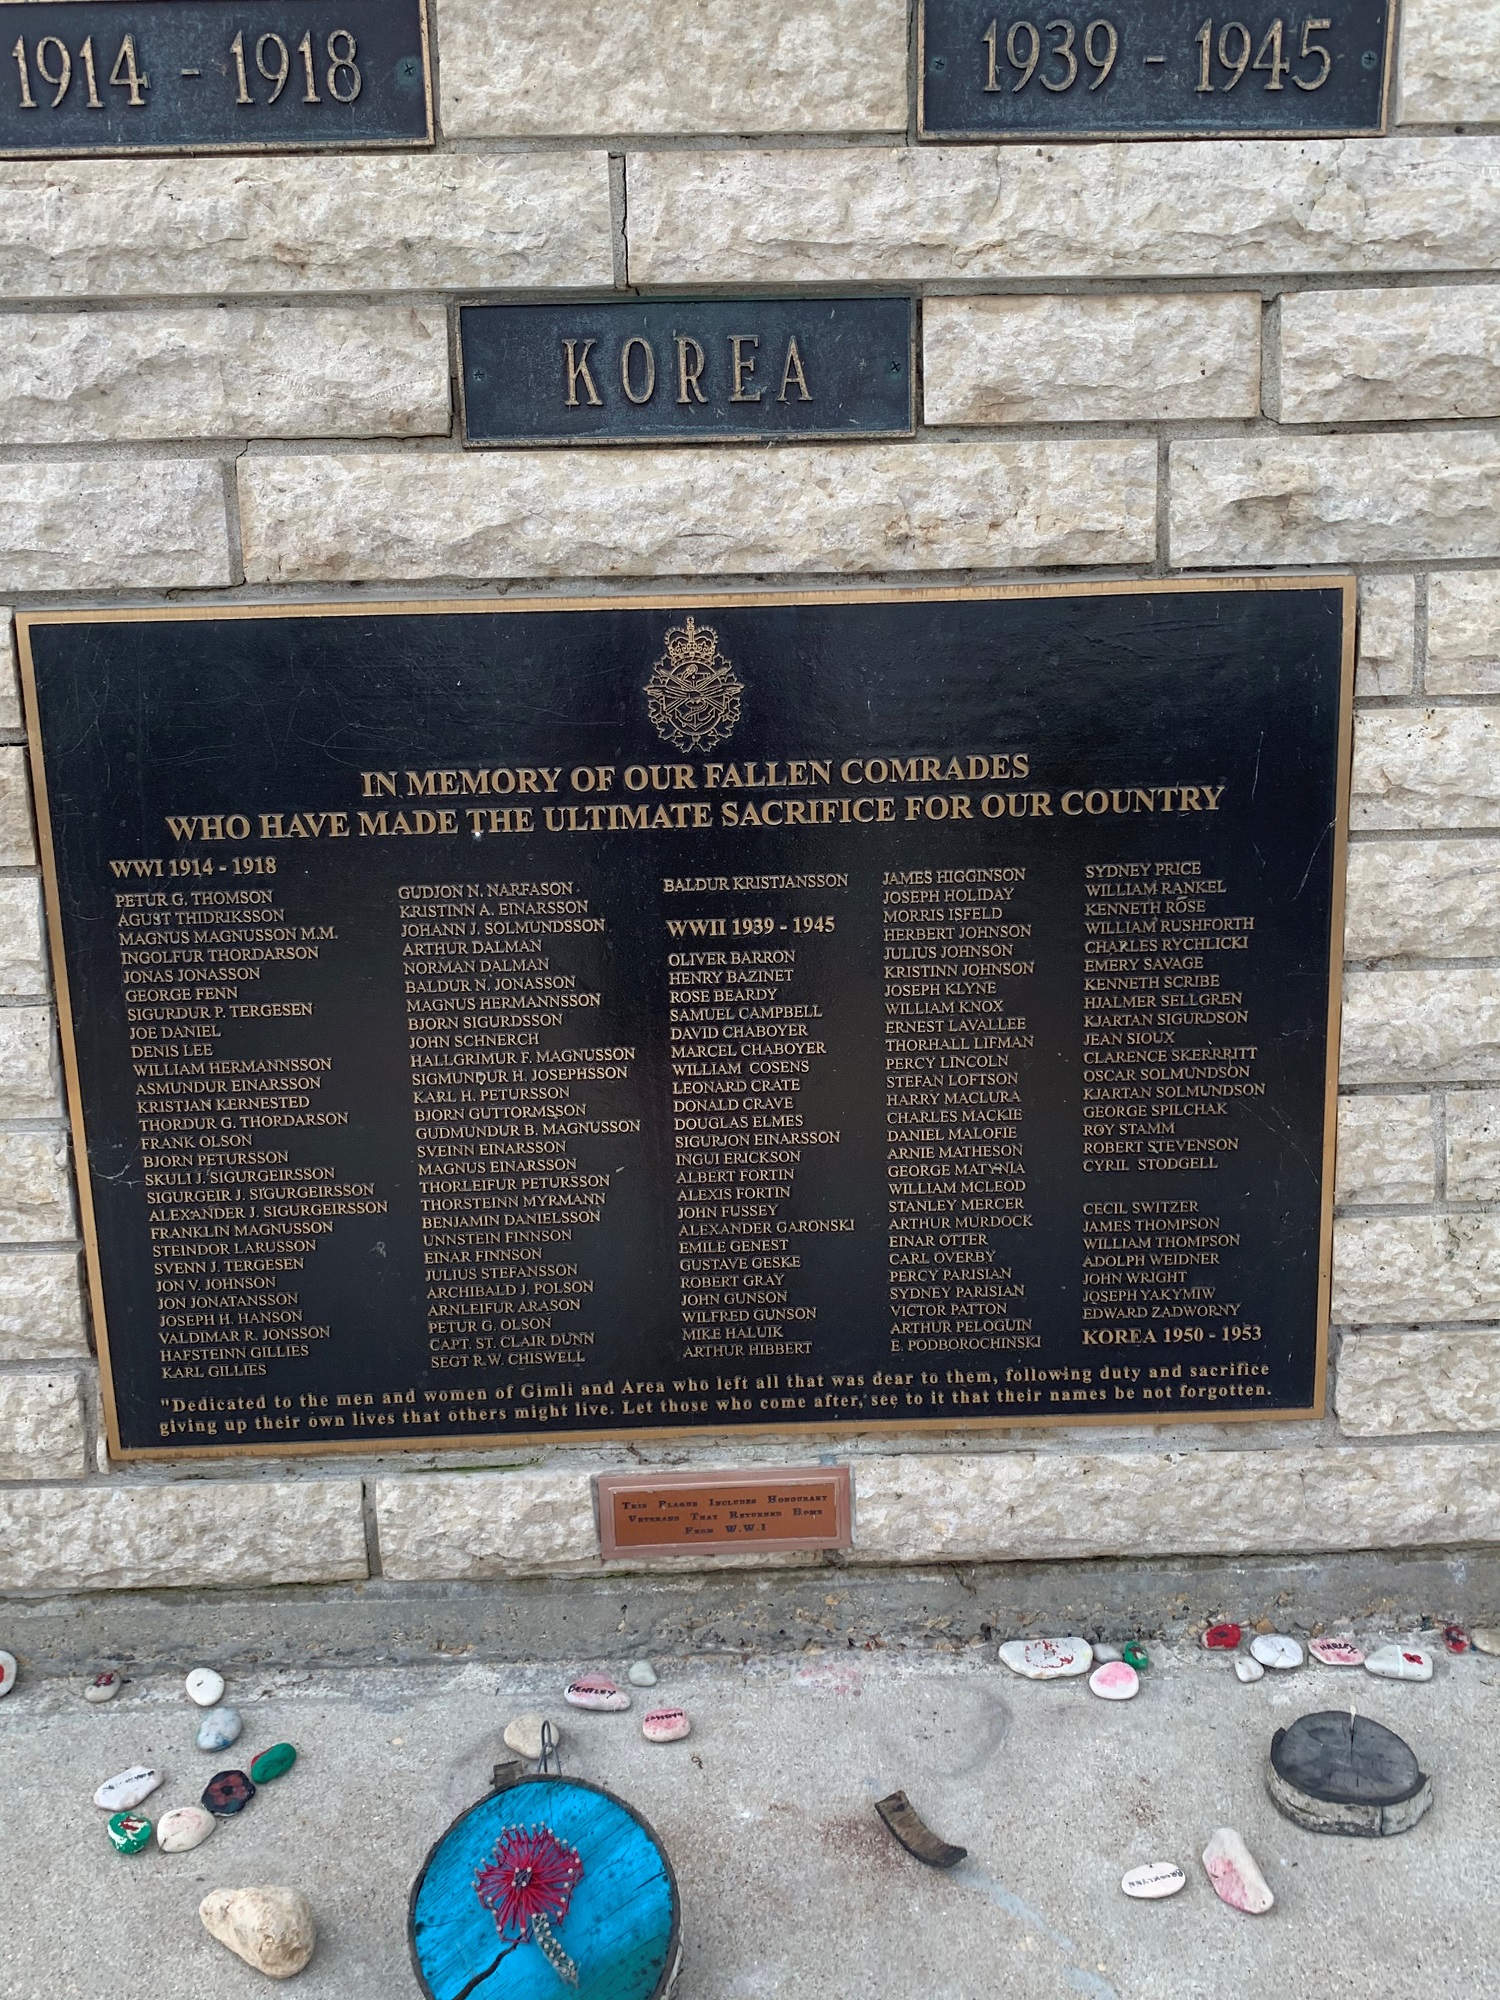 1914 - 1918
1939 - 1945
KOREA
IN MEMORY OF OUR FALLEN COMRADES
WHO HAVE MADE THE ULTIMATE SACRIFICE FOR OUR COUNTRY
WWI 1914 - 1918
PETUR G. THOMSON
AGUST THIDRIKSSON
MAGNUS MAGNUSSON M.M.
INGOLFUR THORDARSON
JONAS JONASSON
GEORGE FENN
SIGURDUR P. TERGESEN
JOE DANIEL
DENIS LEE
WILLIAM HERMANNSSON
ASMUNDUR EINARSSON
KRISTJAN KERNESTED
THORDUR G. THORDARSON
FRANK OLSON
BJORN PETURSSON
SKULI J. SIGURGEIRSSON
SIGURGEIR J. SIGURGEIRSSON
ALEXANDER J. SIGURGEIRSSON
FRANKLIN MAGNUSSON
STEINDOR LARUSSON
SVENN J. TERGESEN
JON V. JOHNSON
JON JONATANSSON
JOSEPH H. HANSON
VALDIMAR R. JONSSON
HAFSTEINN GILLIES
KARL GILLIES
GUDJON N. NARFASON
KRISTINN A. EINARSSON
JOHANN J. SOLMUNDSSON
ARTHUR DALMAN
NORMAN DALMAN
BALDUR N. JONASSON
MAGNUS HERMANNSSON
BJORN SIGURDSSON
JOHN SCHNERCH
HALLGRIMUR F. MAGNUSSON
SIGMUNDUR H. JOSEPHSSON
KARL H. PETURSSON
BJORN GUTTORMSSON
GUDMUNDUR B. MAGNUSSON
SVEINN EINARSSON
MAGNUS EINARSSON
THORLEIFUR PETURSSON
THORSTEINN MYRMANN
BENJAMIN DANIELSSON
UNNSTEIN FINNSON
EINAR FINNSON
JULIUS STEFANSSON
ARCHIBALD J. POLSON
ARNLEIFUR ARASON
PETUR G. OLSON
CAPT. ST. CLAIR DUNN
SEGT R.W. CHISWELL
BALDUR KRISTJANSSON
WWII 1939 - 1945
OLIVER BARRON
HENRY BAZINET
ROSE BEARDY
SAMUEL CAMPBELL
DAVID CHABOYER
MARCEL CHABOYER
WILLIAM COSENS
LEONARD CRATE
DONALD CRAVE
DOUGLAS ELMES
SIGURJON EINARSSON
INGUI ERICKSON
ALBERT FORTIN
ALEXIS FORTIN
JOHN FUSSEY
ALEXANDER GARONSKI
EMILE GENEST
GUSTAVE GESKE
ROBERT GRAY
JOHN GUNSON
WILFRED GUNSON
MIKE HALUIK
ARTHUR HIBBERT
JAMES HIGGINSON
JOSEPH HOLIDAY
MORRIS ISFELD
HERBERT JOHNSON
JULIUS JOHNSON
KRISTINN JOHNSON
JOSEPH KLYNE
WILLIAM KNOX
ERNEST LAVALLEE
THORHALL LIFMAN
PERCY LINCOLN
STEFAN LOFTSON
HARRY MACLURA
CHARLES MACKIE
DANIEL MALOFIE
ARNIE MATHESON
GEORGE MATYNIA
WILLIAM MCLEOD
STANLEY MERCER
ARTHUR MURDOCK
EINAR OTTER
CARL OVERBY
PERCY PARISIAN
SYDNEY PARISIAN
VICTOR PATTON
ARTHUR PELOGUIN
E. PODBOROCHINSKI
SYDNEY PRICE
WILLIAM RANKEL
KENNETH ROSE
WILLIAM RUSHFORTH
CHARLES RYCHLICKI
EMERY SAVAGE
KENNETH SCRIBE
HJALMER SELLGREN
KJARTAN SIGURDSON
JEAN SIOUX
CLARENCE SKERRRITT
OSCAR SOLMUNDSON
KJARTAN SOLMUNDSON
GEORGE SPILCHAK
ROY STAMM
ROBERT STEVENSON
CYRIL STODGELL
CECIL SWITZER
JAMES THOMPSON
WILLIAM THOMPSON
ADOLPH WEIDNER
JOHN WRIGHT
JOSEPH YAKYMIW
EDWARD ZADWORNY
KOREA 1950 - 1953
"Dedicated to the men and women of Gimli and Area who left all that was dear to them, following duty and sacrifice
giving up their own lives that others might live. Let those who come after, see to it that their names be not forgotten.
This Plaque Includes Honourary
Veterans That Returned Home
From W.W.1
HARLEY
BENTLEY
BROOKLYNN